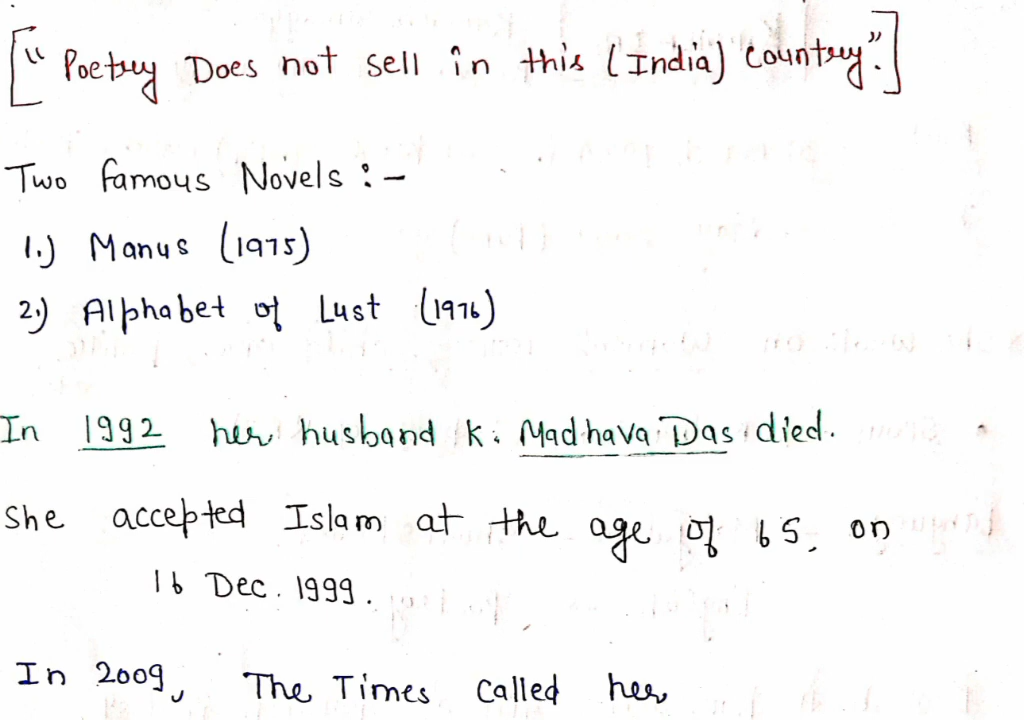 [" Poetry Does not sell in this (India) Country".]
Two famous Novels :-
1.) Manus (1975)
2.) Alphabet of Lust (1976)
In 1992 her husband K. Madhava Das died.
She accepted Islam at the age of 65, on
16 Dec. 1999.
In 2009, The Times called her